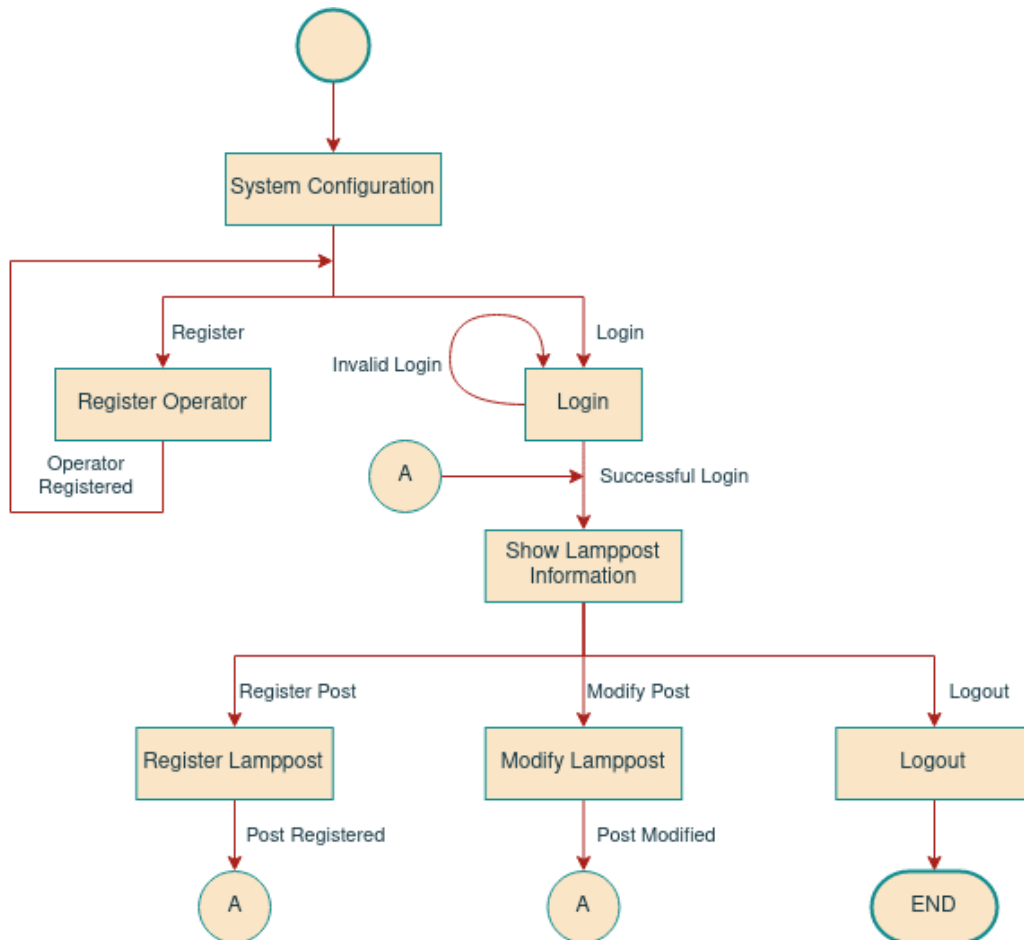 System Configuration
Register
Login
Invalid Login
Register Operator
Login
Operator
Registered
A
Successful Login
Show Lamppost
Information
Register Post
Modify Post
Logout
Register Lamppost
Modify Lamppost
Logout
Post Registered
Post Modified
A
A
END